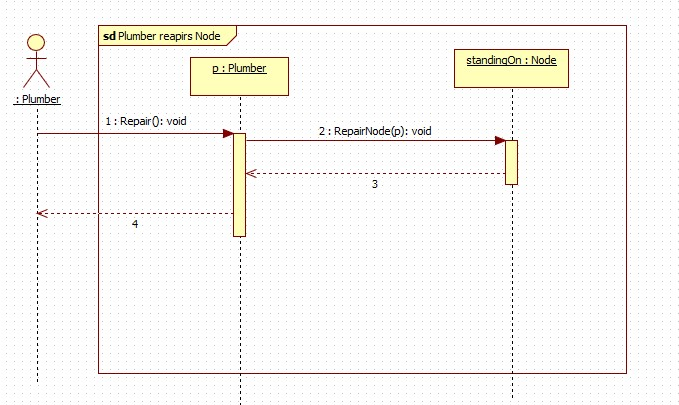 sd Plumber reapirs Node
: Plumber
p : Plumber
standingOn : Node
1 : Repair(): void
2 : RepairNode(p): void
3
4